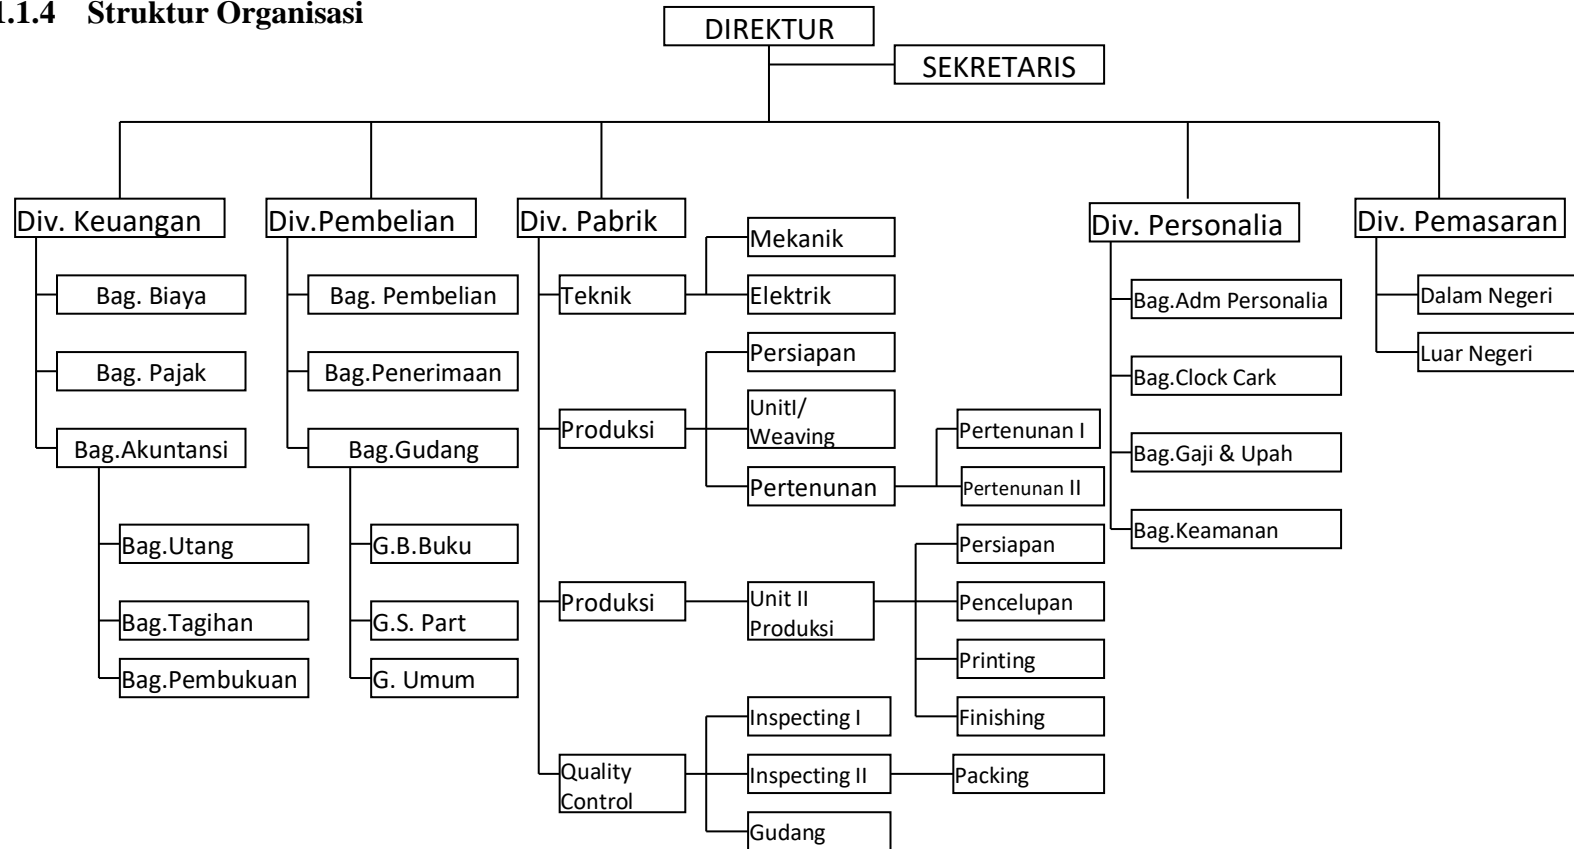 1.1.4 Struktur Organisasi
DIREKTUR
SEKRETARIS
Div. Keuangan
Div.Pembelian
Div. Pabrik
Div. Personalia
Div. Pemasaran
Bag. Biaya
Bag. Pajak
Bag.Akuntansi
Bag.Utang
Bag.Tagihan
Bag.Pembukuan
Bag. Pembelian
Bag.Penerimaan
Bag.Gudang
G.B.Buku
G.S. Part
G. Umum
Teknik
Mekanik
Elektrik
Produksi
Persiapan
UnitI/
Weaving
Pertenunan
Pertenunan I
Pertenunan II
Produksi
Unit II
Produksi
Persiapan
Pencelupan
Printing
Finishing
Quality
Control
Inspecting I
Inspecting II
Packing
Gudang
Bag.Adm Personalia
Bag.Clock Cark
Bag.Gaji & Upah
Bag.Keamanan
Dalam Negeri
Luar Negeri